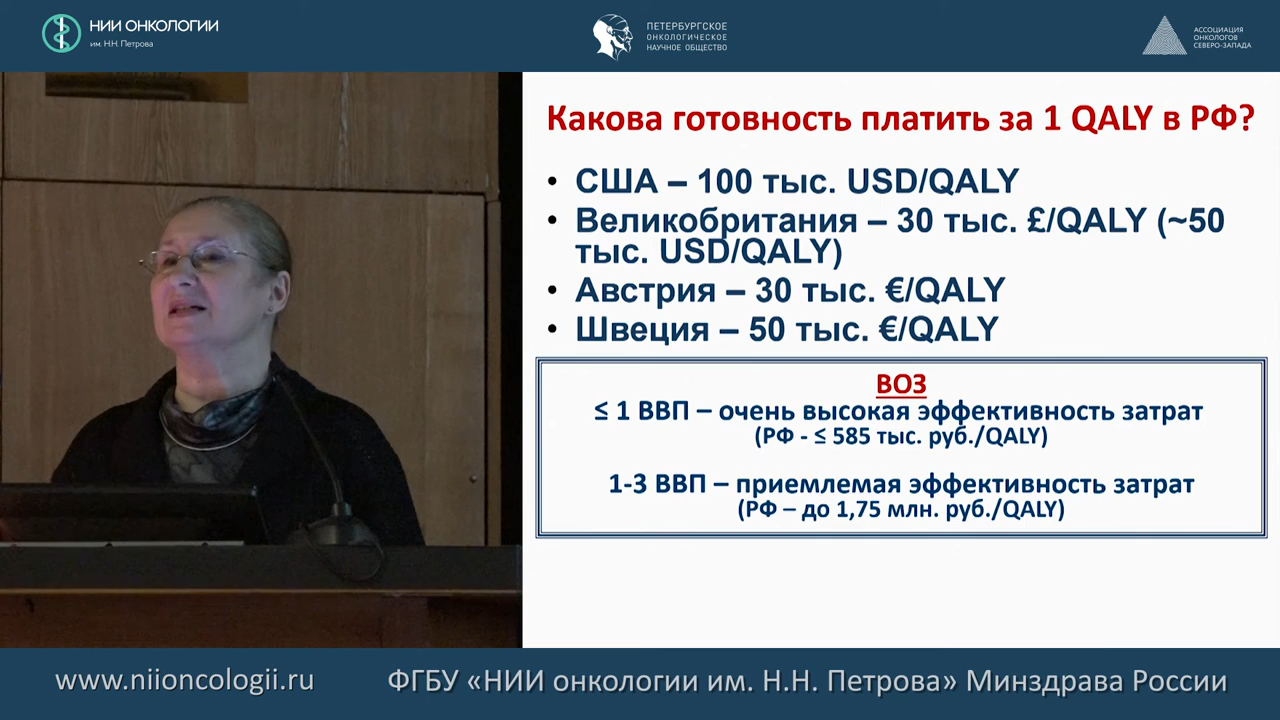 НИИ ОНКОЛОГИИ
им. Н.Н. Петрова
ПЕТЕРБУРГСКОЕ
ОНКОЛОГИЧЕСКОЕ
НАУЧНОЕ ОБЩЕСТВО
АССОЦИАЦИЯ
ОНКОЛОГОВ
СЕВЕРО-ЗАПАДА
Какова готовность платить за 1 QALY в РФ?
• США – 100 тыс. USD/QALY
• Великобритания – 30 тыс. £/QALY (~50
тыс. USD/QALY)
• Австрия – 30 тыс. €/QALY
• Швеция – 50 тыс. €/QALY
ВОЗ
≤ 1 ВВП – очень высокая эффективность затрат
(РФ - ≤ 585 тыс. руб./QALY)
1-3 ВВП – приемлемая эффективность затрат
(РФ – до 1,75 млн. руб./QALY)
www.niioncologii.ru
ФГБУ «НИИ онкологии им. Н.Н. Петрова» Минздрава России